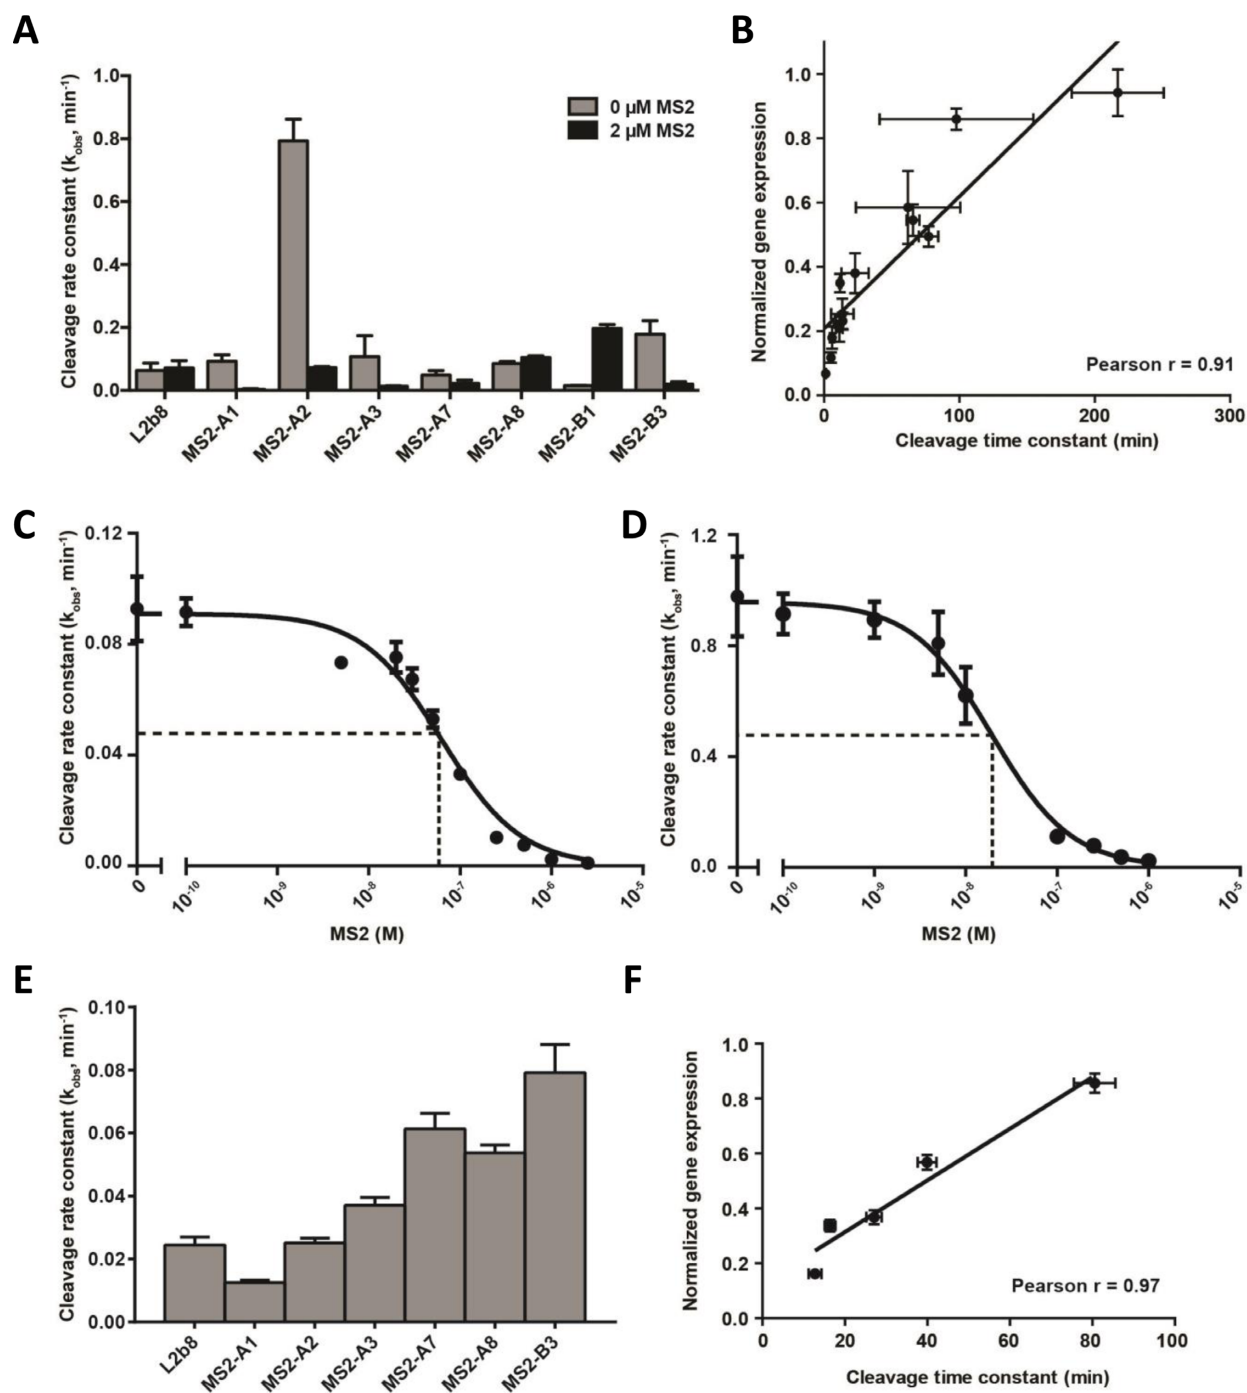 A
Cleavage rate constant (kobs, min-1)
1.0
0.8
0.6
0.4
0.2
0.0
0 µM MS2
2 µM MS2
L2b8
MS2-A1
MS2-A2
MS2-A3
MS2-A7
MS2-A8
MS2-B1
MS2-B3
B
Normalized gene expression
1.0
0.8
0.6
0.4
0.2
0.0
Pearson r = 0.91
0 100 200 300
Cleavage time constant (min)
C
Cleavage rate constant (kobs, min-1)
0.12
0.08
0.04
0.00
0 10-10 10-9 10-8 10-7 10-6 10-5
MS2 (M)
D
Cleavage rate constant (kobs, min-1)
1.2
0.8
0.4
0.0
0 10-10 10-9 10-8 10-7 10-6 10-5
MS2 (M)
E
Cleavage rate constant (kobs, min-1)
0.10
0.08
0.06
0.04
0.02
0.00
L2b8
MS2-A1
MS2-A2
MS2-A3
MS2-A7
MS2-A8
MS2-B3
F
Normalized gene expression
1.0
0.8
0.6
0.4
0.2
0.0
Pearson r = 0.97
0 20 40 60 80 100
Cleavage time constant (min)